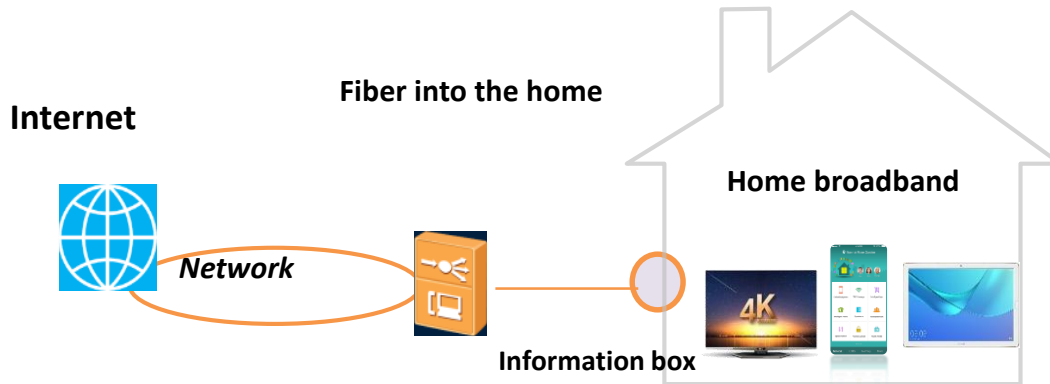 Fiber into the home
Internet
Home broadband
Network
4K
Information box